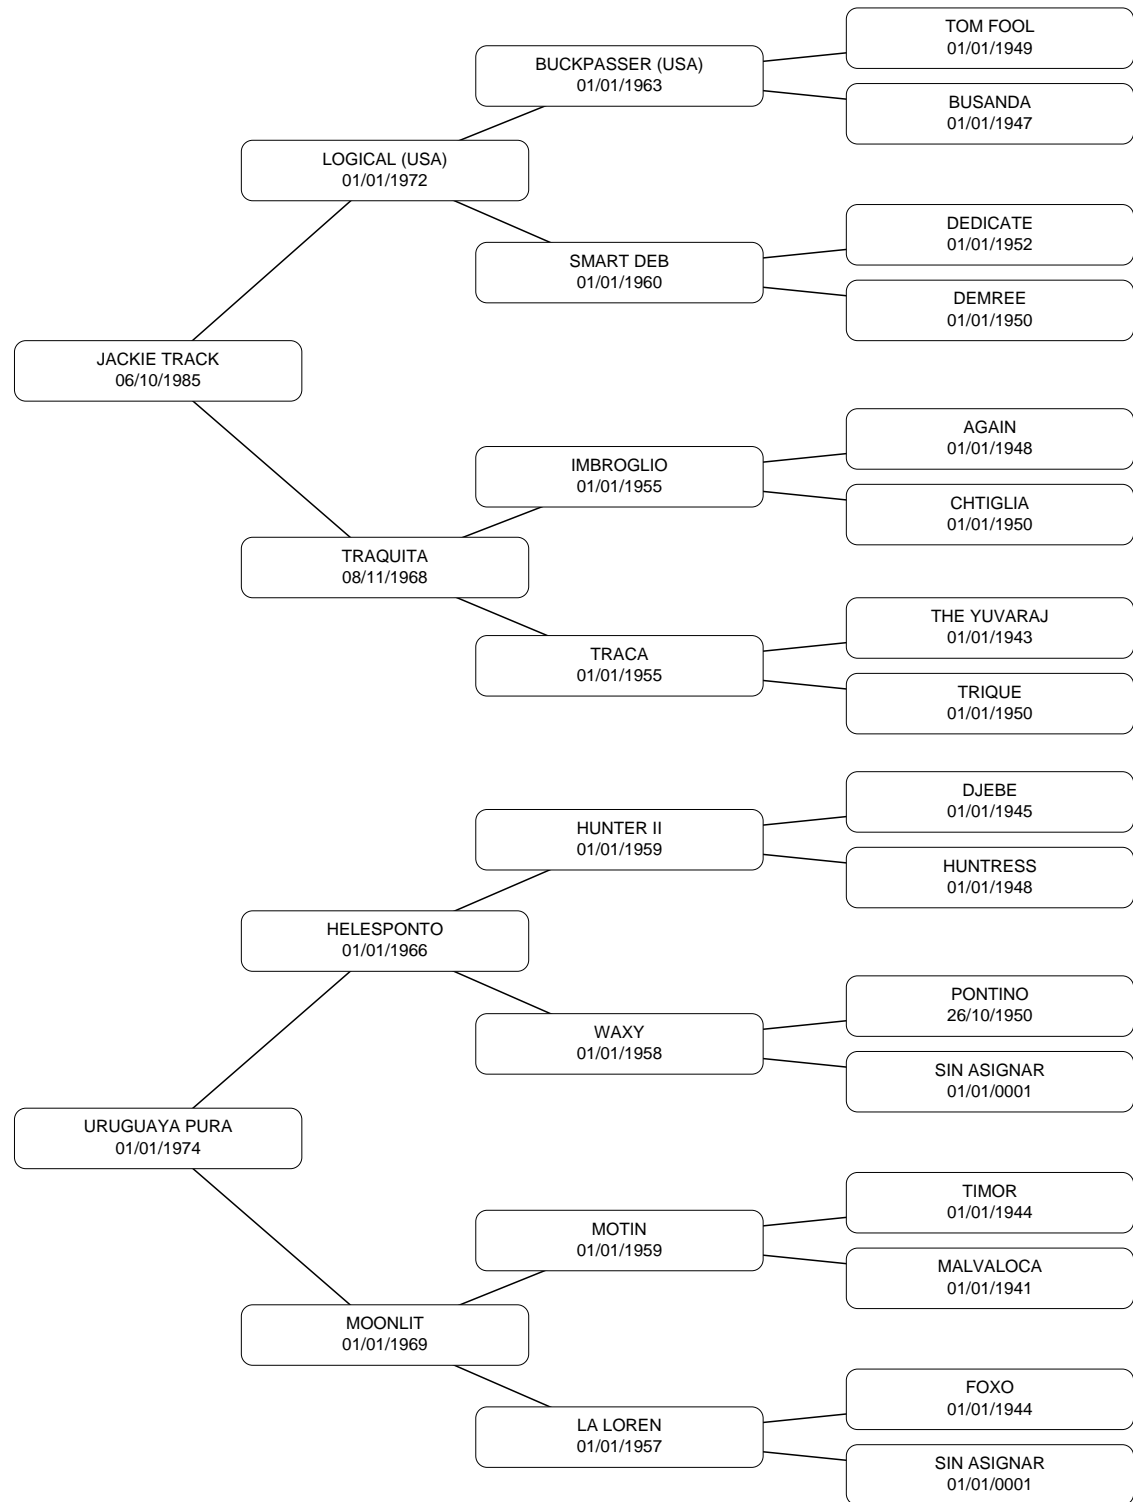 TOM FOOL
01/01/1949
BUCKPASSER (USA)
01/01/1963
BUSANDA
01/01/1947
LOGICAL (USA)
01/01/1972
DEDICATE
01/01/1952
SMART DEB
01/01/1960
DEMREE
01/01/1950
JACKIE TRACK
06/10/1985
AGAIN
01/01/1948
IMBROGLIO
01/01/1955
CHTIGLIA
01/01/1950
TRAQUITA
08/11/1968
THE YUVARAJ
01/01/1943
TRACA
01/01/1955
TRIQUE
01/01/1950
DJEBE
01/01/1945
HUNTER II
01/01/1959
HUNTRESS
01/01/1948
HELESPONTO
01/01/1966
PONTINO
26/10/1950
WAXY
01/01/1958
SIN ASIGNAR
01/01/0001
URUGUAYA PURA
01/01/1974
TIMOR
01/01/1944
MOTIN
01/01/1959
MALVALOCA
01/01/1941
MOONLIT
01/01/1969
FOXO
01/01/1944
LA LOREN
01/01/1957
SIN ASIGNAR
01/01/0001